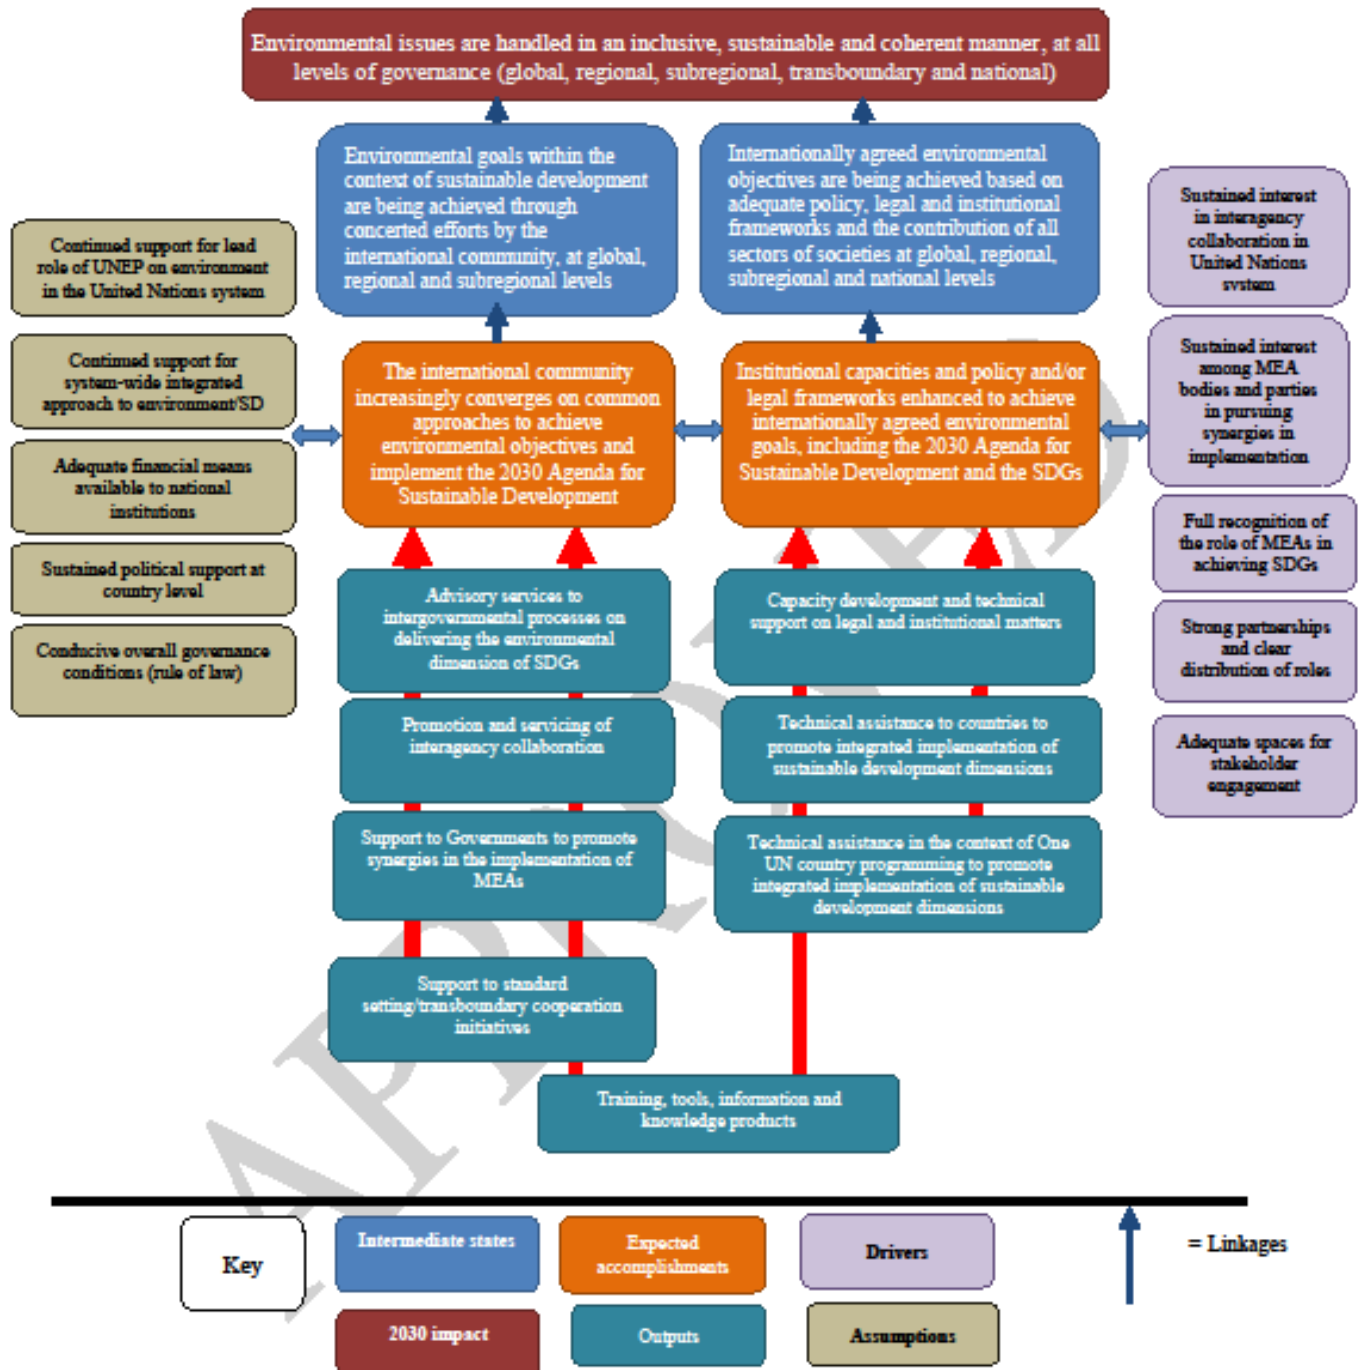 Environmental issues are handled in an inclusive, sustainable and coherent manner, at all
levels of governance (global, regional, subregional, transboundary and national)
Environmental goals within the
context of sustainable development
are being achieved through
concerted efforts by the
international community, at global,
regional and subregional levels
Internationally agreed environmental
objectives are being achieved based on
adequate policy, legal and institutional
frameworks and the contribution of all
sectors of societies at global, regional,
subregional and national levels
Continued support for lead
role of UNEP on environment
in the United Nations system
Continued support for
system-wide integrated
approach to environment/SD
Adequate financial means
available to national
institutions
Sustained political support at
country level
Conducive overall governance
conditions (rule of law)
The international community
increasingly converges on common
approaches to achieve
environmental objectives and
implement the 2030 Agenda for
Sustainable Development
Institutional capacities and policy and/or
legal frameworks enhanced to achieve
internationally agreed environmental
goals, including the 2030 Agenda for
Sustainable Development and the SDGs
Sustained interest
in interagency
collaboration in
United Nations
system
Sustained interest
among MEA
bodies and parties
in pursuing
synergies in
implementation
Full recognition of
the role of MEAs in
achieving SDGs
Strong partnerships
and clear
distribution of roles
Adequate spaces for
stakeholder
engagement
Advisory services to
intergovernmental processes on
delivering the environmental
dimension of SDGs
Promotion and servicing of
interagency collaboration
Support to Governments to promote
synergies in the implementation of
MEAs
Support to standard
setting/transboundary cooperation
initiatives
Capacity development and technical
support on legal and institutional
matters
Technical assistance to countries to
promote integrated implementation of
sustainable development dimensions
Technical assistance in the context of One
UN country programming to promote
integrated implementation of sustainable
development dimensions
Training, tools, information and
knowledge products
APPROVED
Key
Intermediate states
Expected
accomplishments
Drivers
= Linkages
2030 impact
Outputs
Assumptions